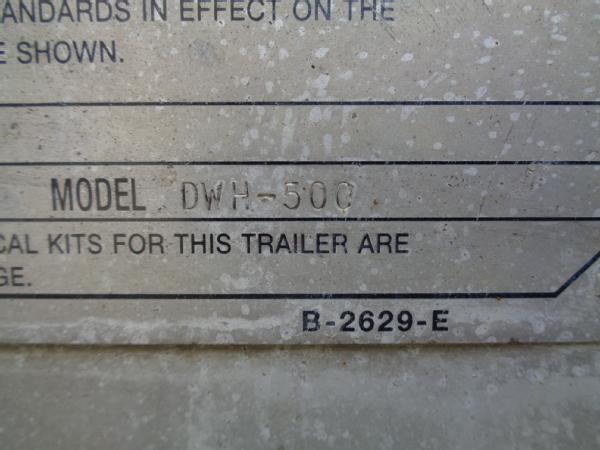 ANDARDS IN EFFECT ON THE
E SHOWN.
MODEL DWH-500
CAL KITS FOR THIS TRAILER ARE
GE.
B-2629-E